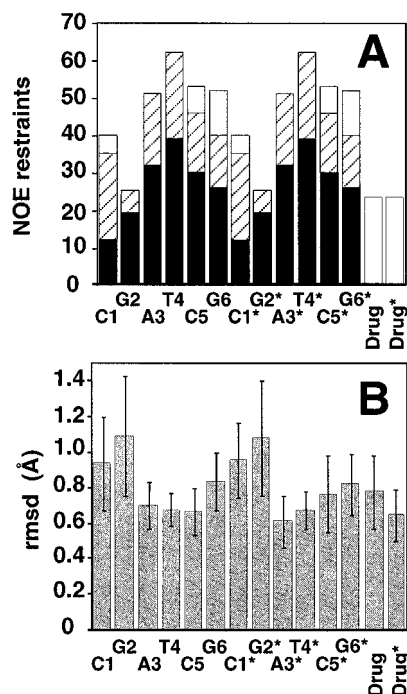 A
NOE restraints
70
60
50
40
30
20
10
0
G2 T4 G6 G2* T4* G6*
C1 A3 C5 C1* A3* C5* Drug Drug*
B
rmsd (Å)
1.4
1.2
1.0
0.8
0.6
0.4
0.2
0
G2 T4 G6 G2* T4* G6*
C1 A3 C5 C1* A3* C5* Drug Drug*